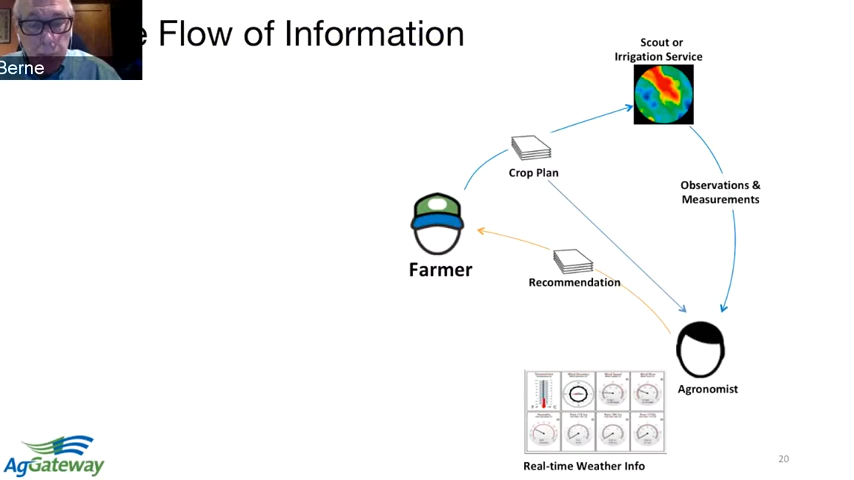 e Flow of Information
Berne
Scout or
Irrigation Service
Crop Plan
Observations &
Measurements
Farmer
Recommendation
Agronomist
Real-time Weather Info
AgGateway
20